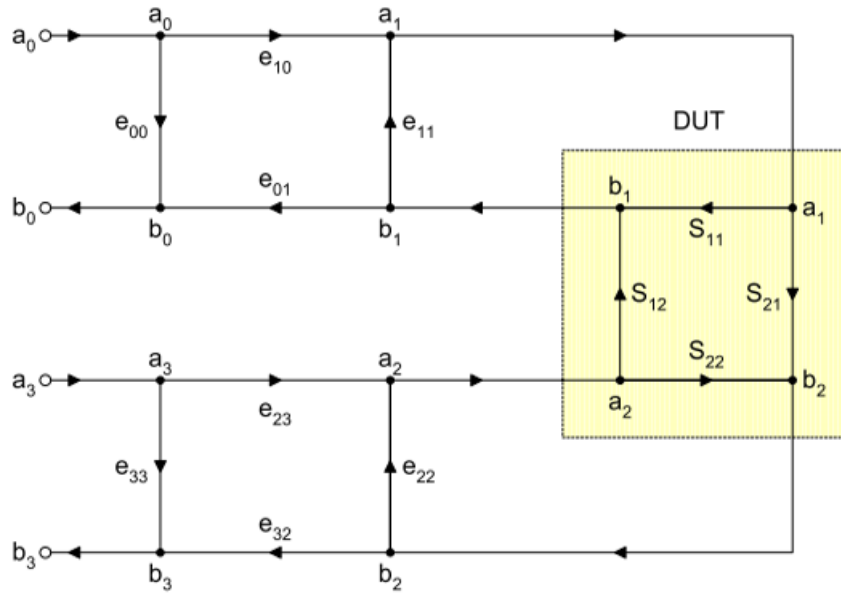 a₀ a₀ a₁
e₁₀
e₀₀ e₁₁ DUT
e₀₁ b₁
b₀ b₀ b₁ S₁₁ a₁
S₁₂ S₂₁
a₃ a₂ S₂₂
a₃ e₂₃ a₂ b₂
e₃₃ e₂₂
e₃₂
b₃ b₃ b₂